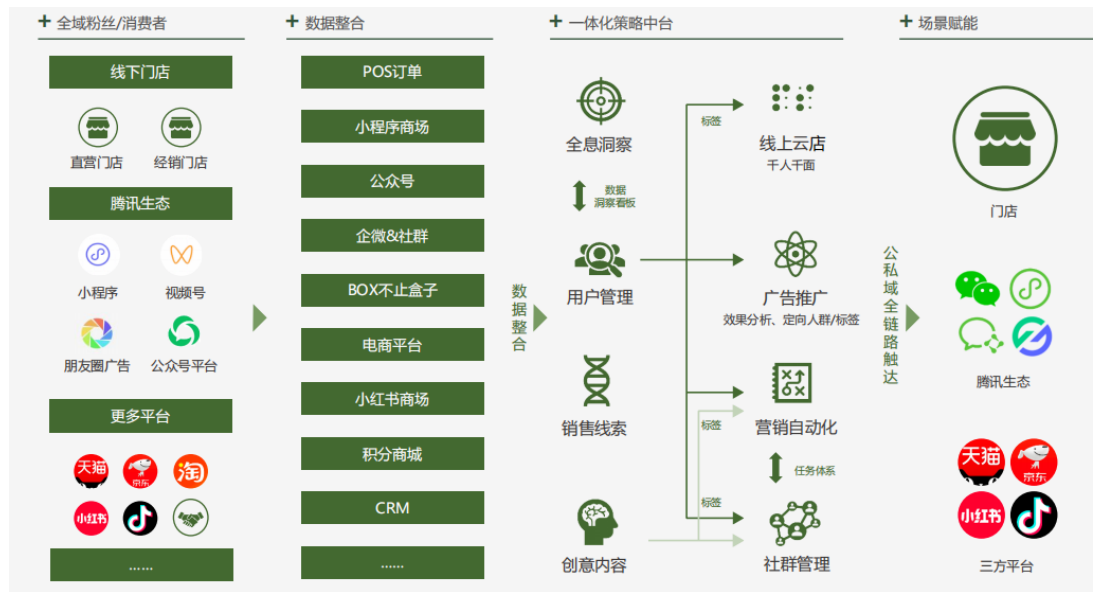 + 全域粉丝/消费者
线下门店
直营门店
经销门店
腾讯生态
小程序
视频号
朋友圈广告
公众号平台
更多平台
天猫
京东
淘
小红书
......
+ 数据整合
POS订单
小程序商场
公众号
企微&社群
BOX不止盒子
电商平台
小红书商场
积分商城
CRM
......
数据整合
+ 一体化策略中台
全息洞察
数据
洞察看板
用户管理
销售线索
创意内容
标签
线上云店
千人千面
广告推广
效果分析、定向人群/标签
标签
营销自动化
任务体系
标签
社群管理
公私域全链路触达
+ 场景赋能
门店
腾讯生态
天猫
京东
小红书
三方平台